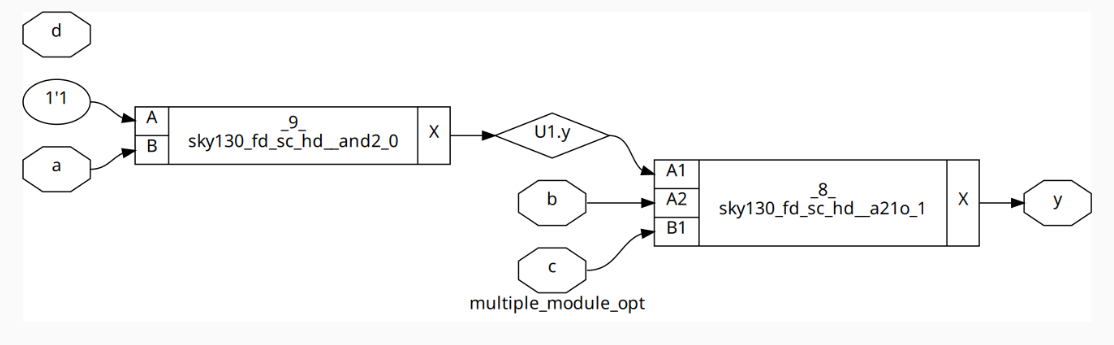 d
1'1
a
A
B
_9_
sky130_fd_sc_hd__and2_0
X
U1.y
b
c
A1
A2
B1
_8_
sky130_fd_sc_hd__a21o_1
X
y
multiple_module_opt